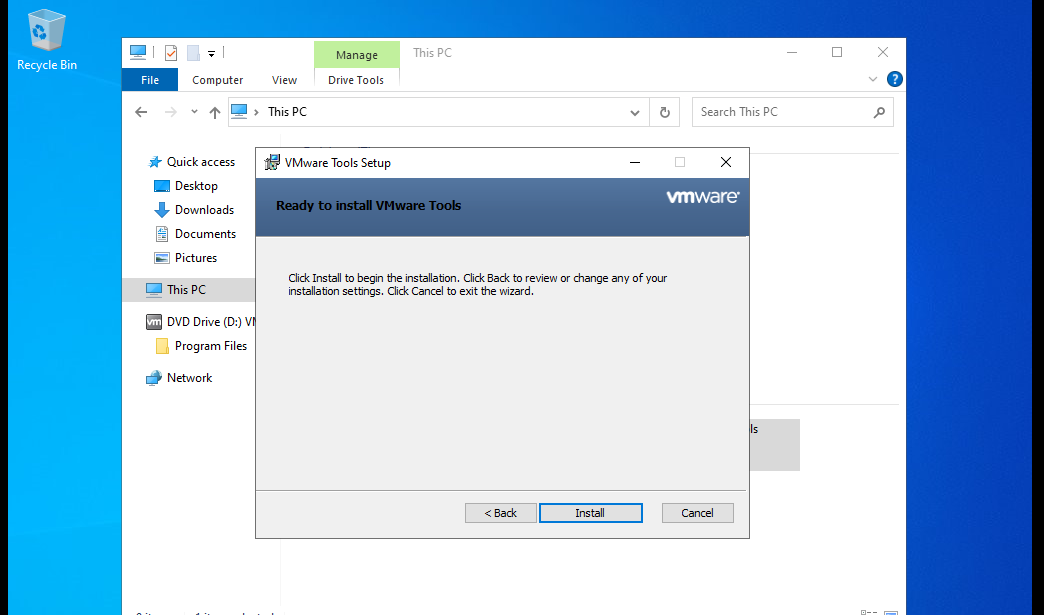 Recycle Bin
Manage
This PC
File
Computer
View
Drive Tools
This PC
Search This PC
Quick access
Desktop
Downloads
Documents
Pictures
This PC
DVD Drive (D:)
Program Files
Network
VMware Tools Setup
Ready to install VMware Tools
vmware®
Click Install to begin the installation. Click Back to review or change any of your
installation settings. Click Cancel to exit the wizard.
< Back
Install
Cancel